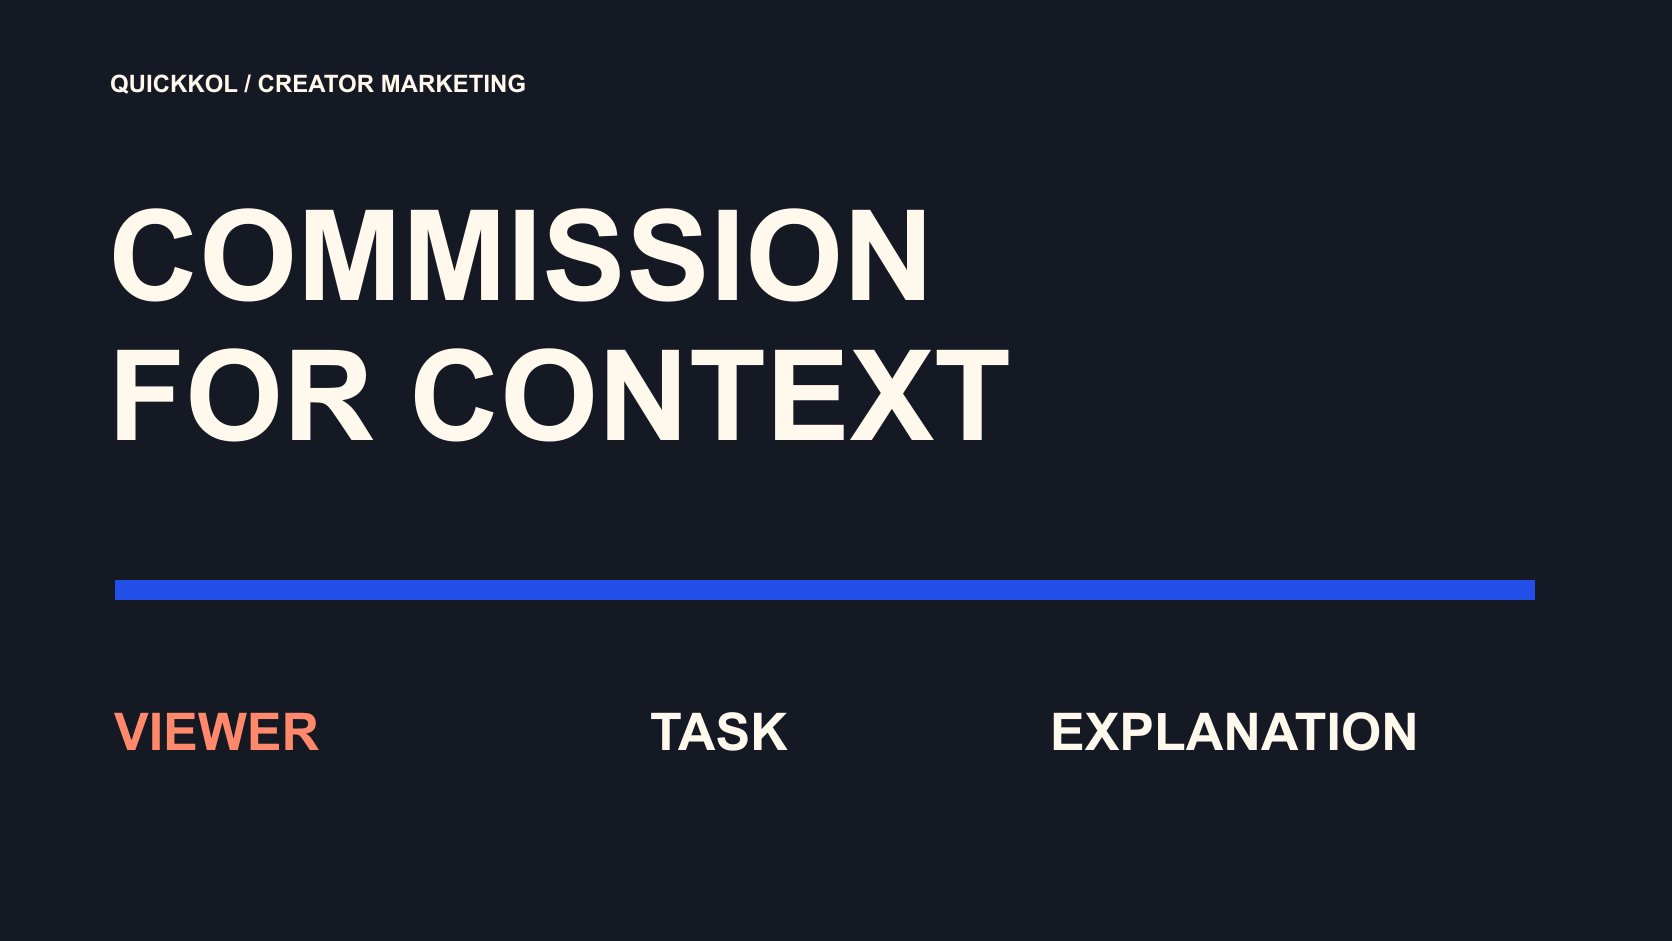 QUICKKOL / CREATOR MARKETING
COMMISSION
FOR CONTEXT
VIEWER TASK EXPLANATION